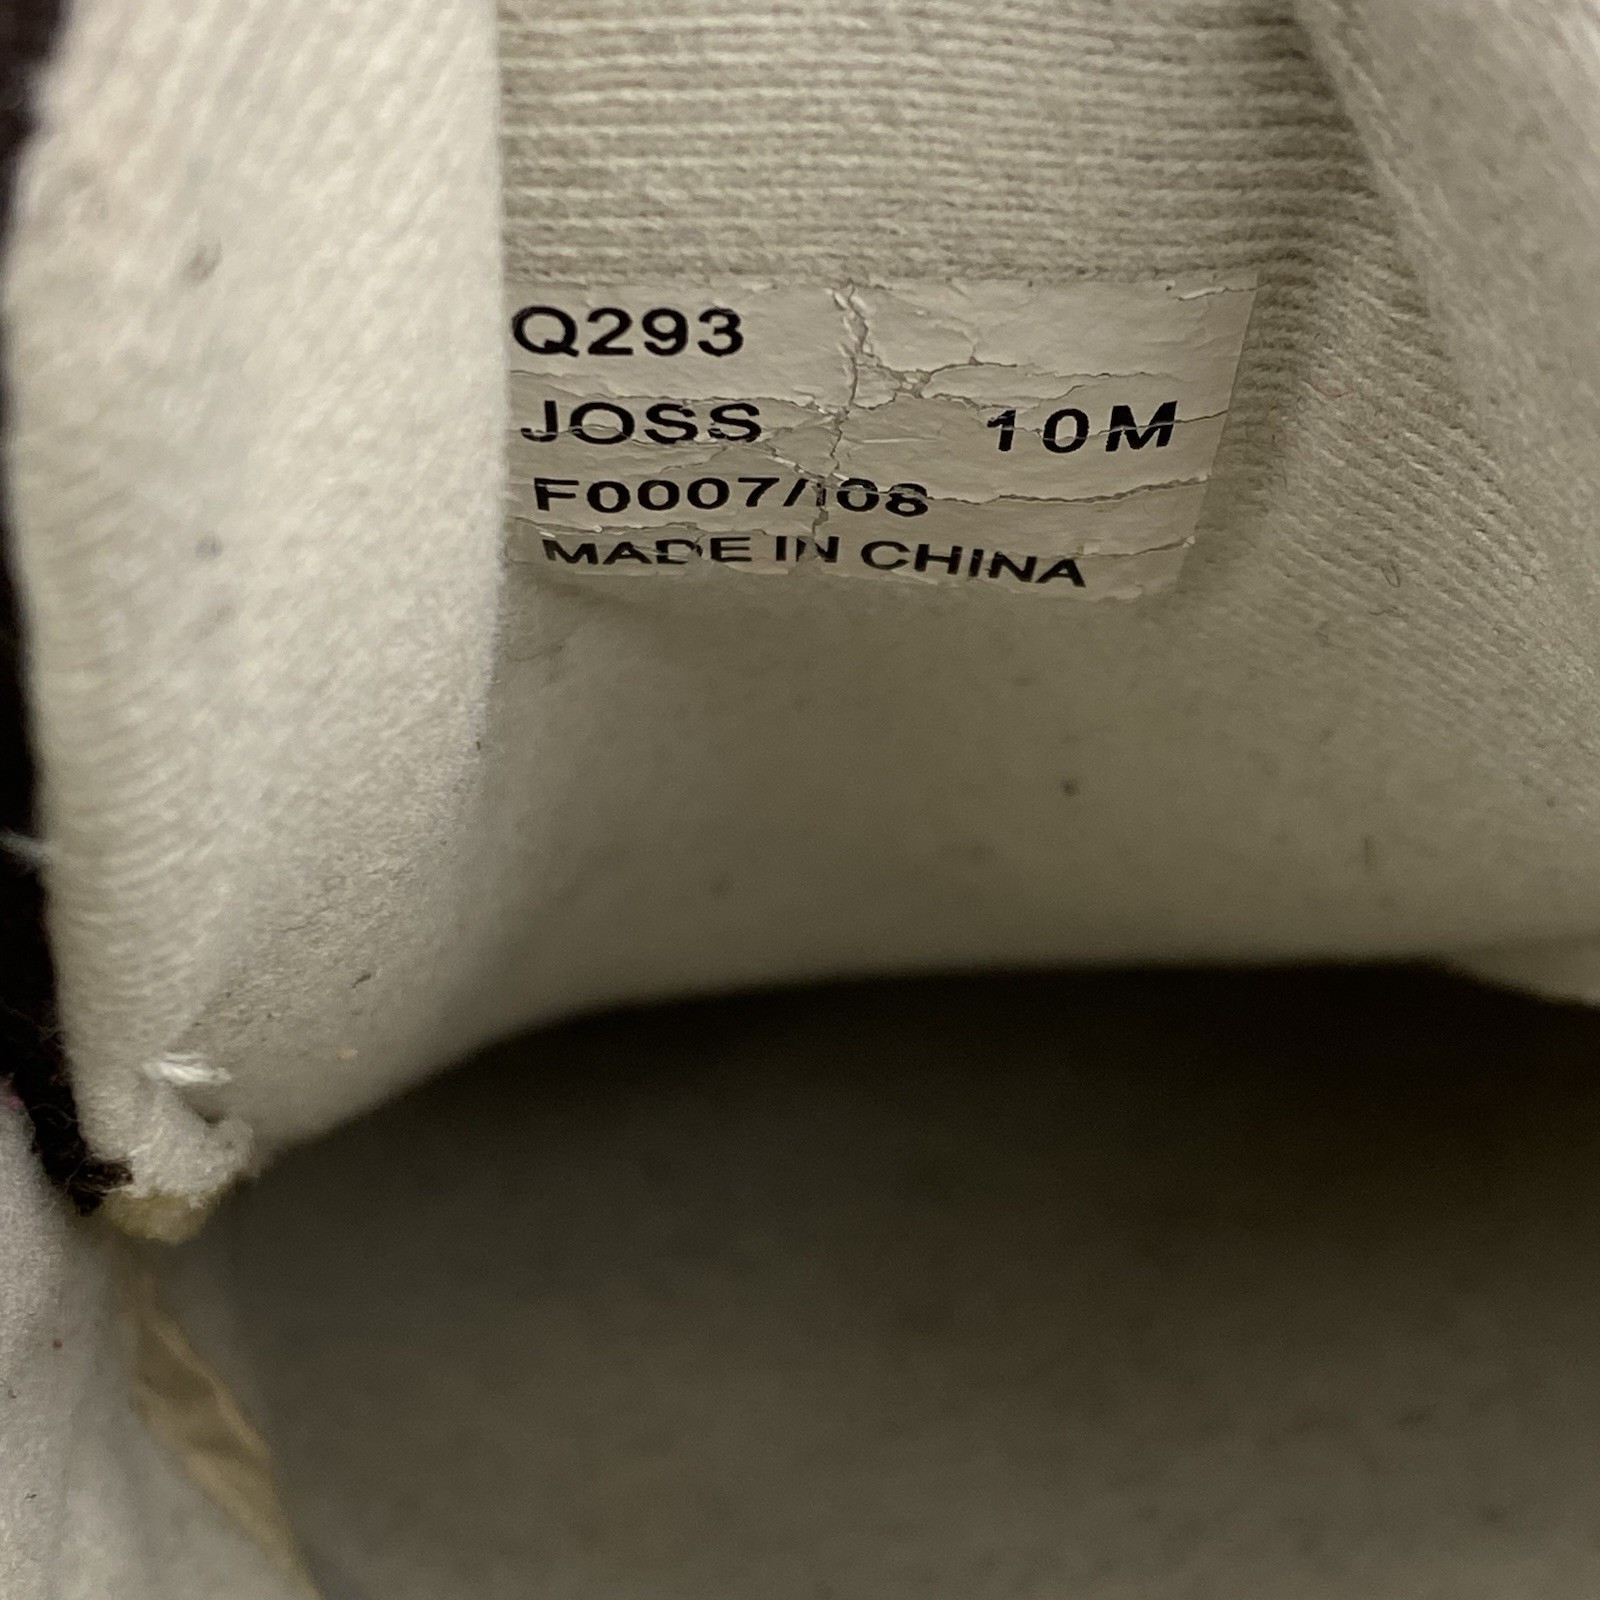 Q293
JOSS 10M
F0007/108
MADE IN CHINA